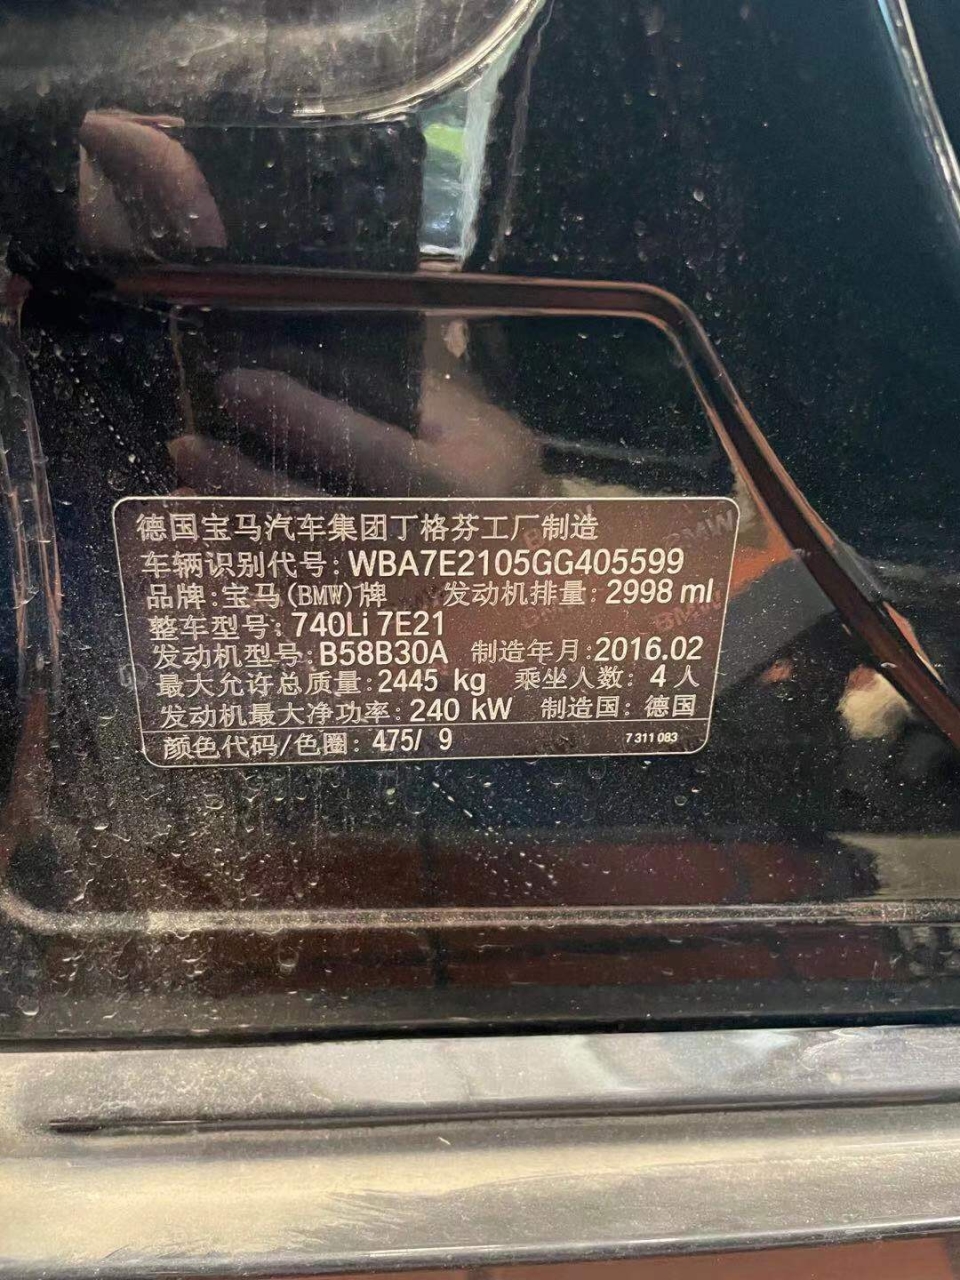 德国宝马汽车集团丁格芬工厂制造
车辆识别代号: WBA7E2105GG405599
品牌:宝马(BMW)牌 发动机排量: 2998 ml
整车型号: 740Li 7E21
发动机型号: B58B30A 制造年月: 2016.02
最大允许总质量: 2445 kg 乘坐人数: 4 人
发动机最大净功率: 240 kW 制造国: 德国
颜色代码/色圈: 475/ 9 7 311 083